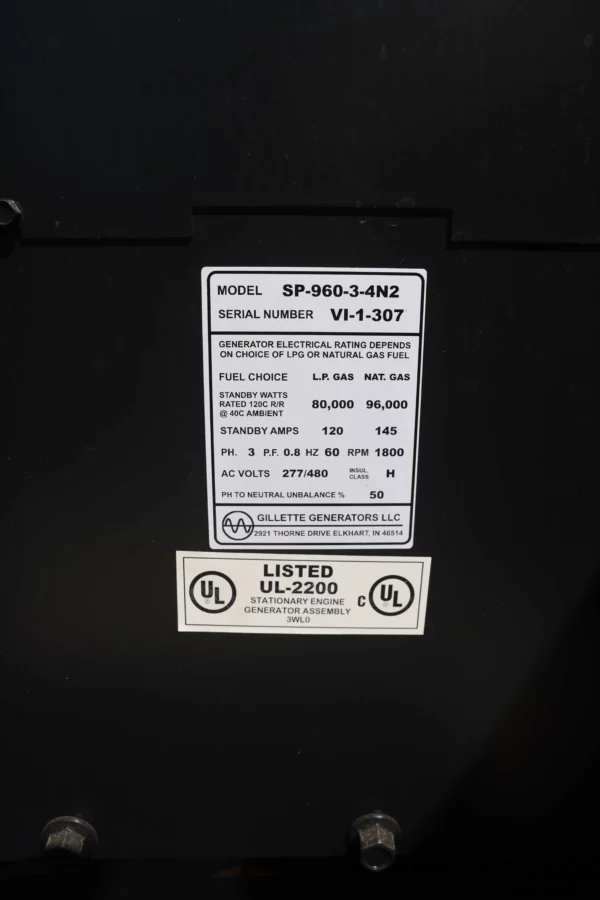 MODEL SP-960-3-4N2
SERIAL NUMBER VI-1-307
GENERATOR ELECTRICAL RATING DEPENDS
ON CHOICE OF LPG OR NATURAL GAS FUEL
FUEL CHOICE L.P. GAS NAT. GAS
STANDBY WATTS
RATED 120C R/R 80,000 96,000
@ 40C AMBIENT
STANDBY AMPS 120 145
PH. 3 P.F. 0.8 HZ 60 RPM 1800
AC VOLTS 277/480 INSUL. CLASS H
PH TO NEUTRAL UNBALANCE % 50
GILLETTE GENERATORS LLC
2921 THORNE DRIVE ELKHART, IN 46514
LISTED
UL UL-2200 c UL
STATIONARY ENGINE
GENERATOR ASSEMBLY
3WL0